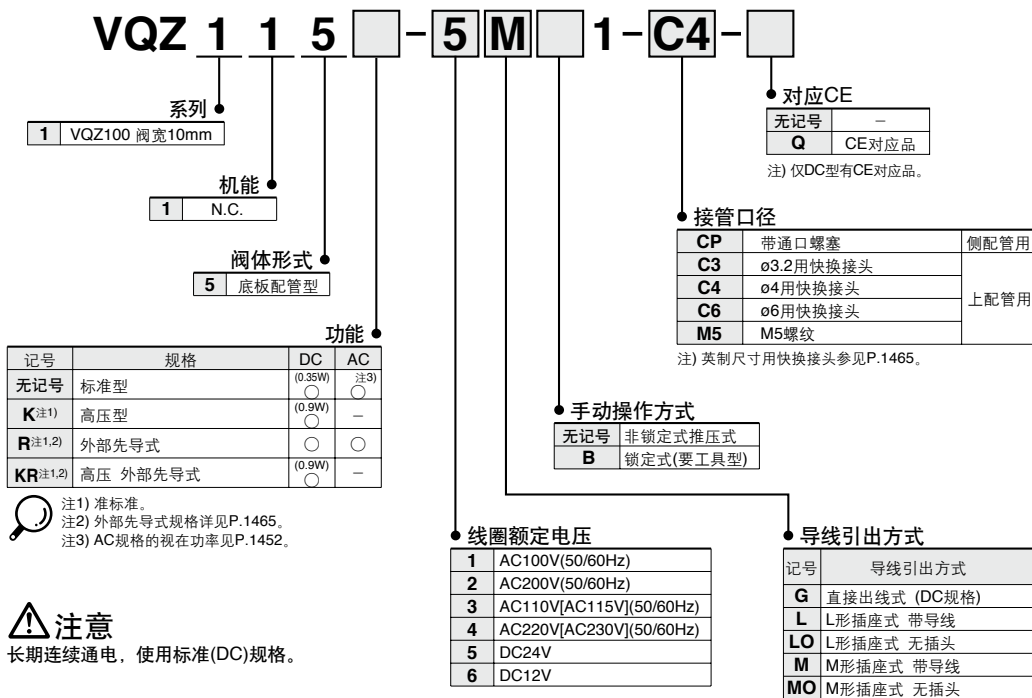 VQZ 1 1 5 □ - 5 M □ 1 - C4 - □
系列
1 VQZ100 阀宽10mm
机能
1 N.C.
阀体形式
5 底板配管型
功能
记号 规格 DC AC
无记号 标准型 (0.35W) ○ 注3) ○
K注1) 高压型 (0.9W) ○ －
R注1,2) 外部先导式 ○ ○
KR注1,2) 高压 外部先导式 (0.9W) ○ －
注1) 准标准。
注2) 外部先导式规格详见P.1465。
注3) AC规格的视在功率见P.1452。
注意
长期连续通电，使用标准(DC)规格。
线圈额定电压
1 AC100V(50/60Hz)
2 AC200V(50/60Hz)
3 AC110V[AC115V](50/60Hz)
4 AC220V[AC230V](50/60Hz)
5 DC24V
6 DC12V
导线引出方式
记号 导线引出方式
G 直接出线式 (DC规格)
L L形插座式 带导线
LO L形插座式 无插头
M M形插座式 带导线
MO M形插座式 无插头
手动操作方式
无记号 非锁定式推压式
B 锁定式(要工具型)
接管口径
CP 带通口螺塞 侧配管用
C3 ø3.2用快换接头
C4 ø4用快换接头
C6 ø6用快换接头
M5 M5螺纹
上配管用
注) 英制尺寸用快换接头参见P.1465。
对应CE
无记号 －
Q CE对应品
注) 仅DC型有CE对应品。